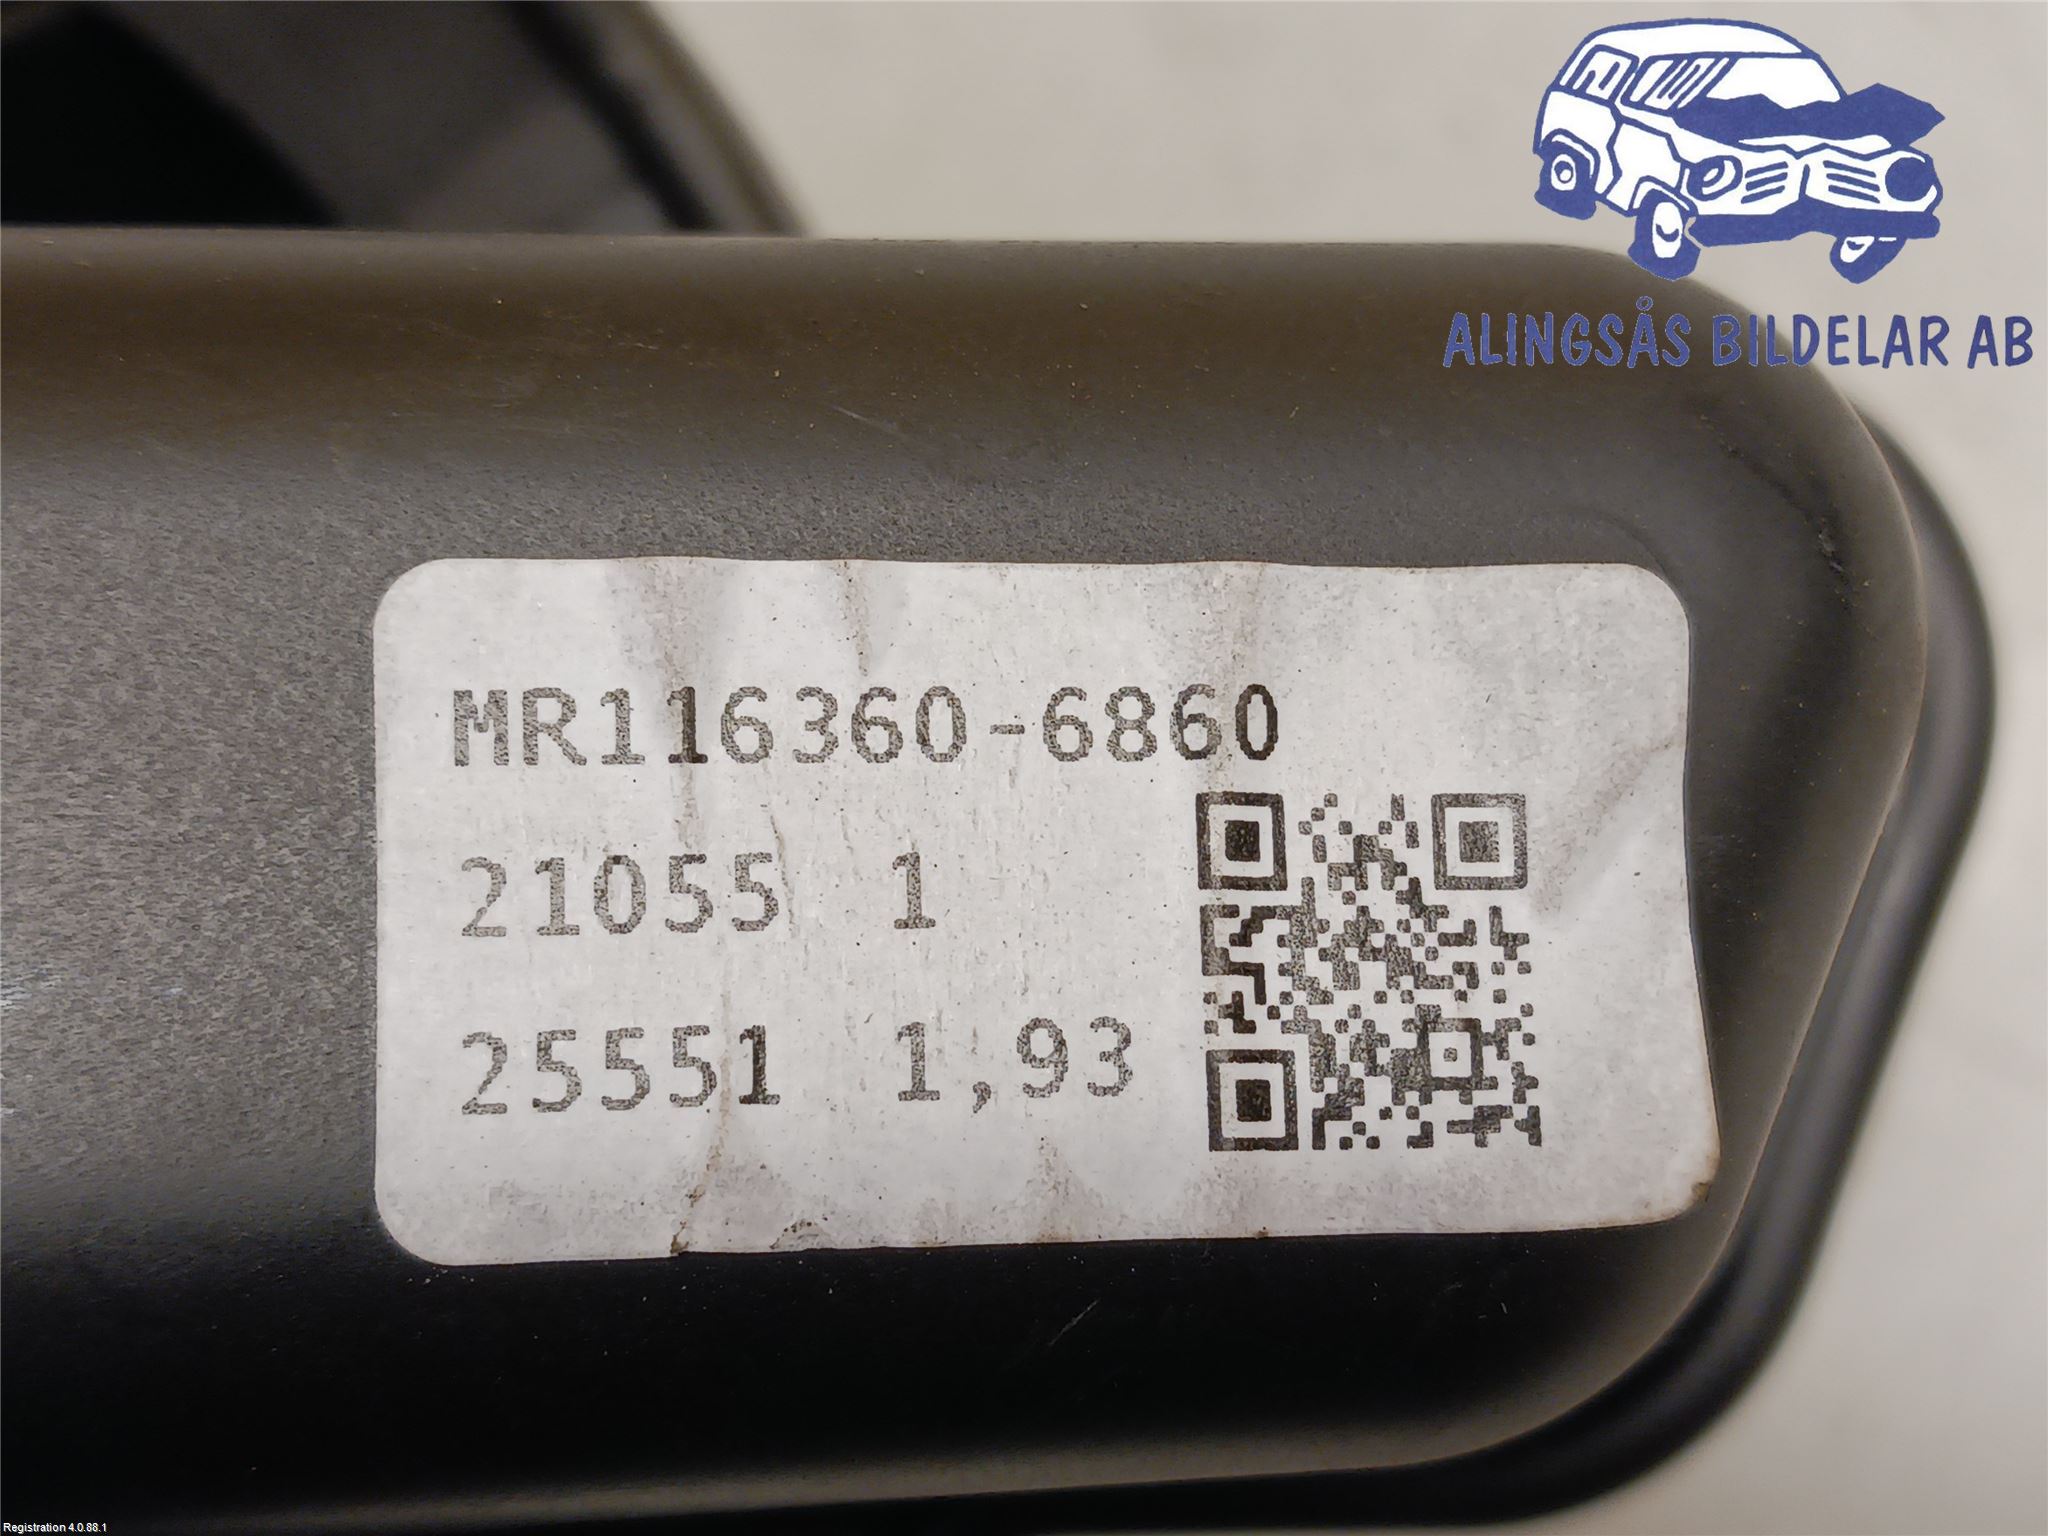 ALINGSÅS BILDELAR AB
MR116360-6860
21055 1
25551 1,93
Registration 4.0.88.1